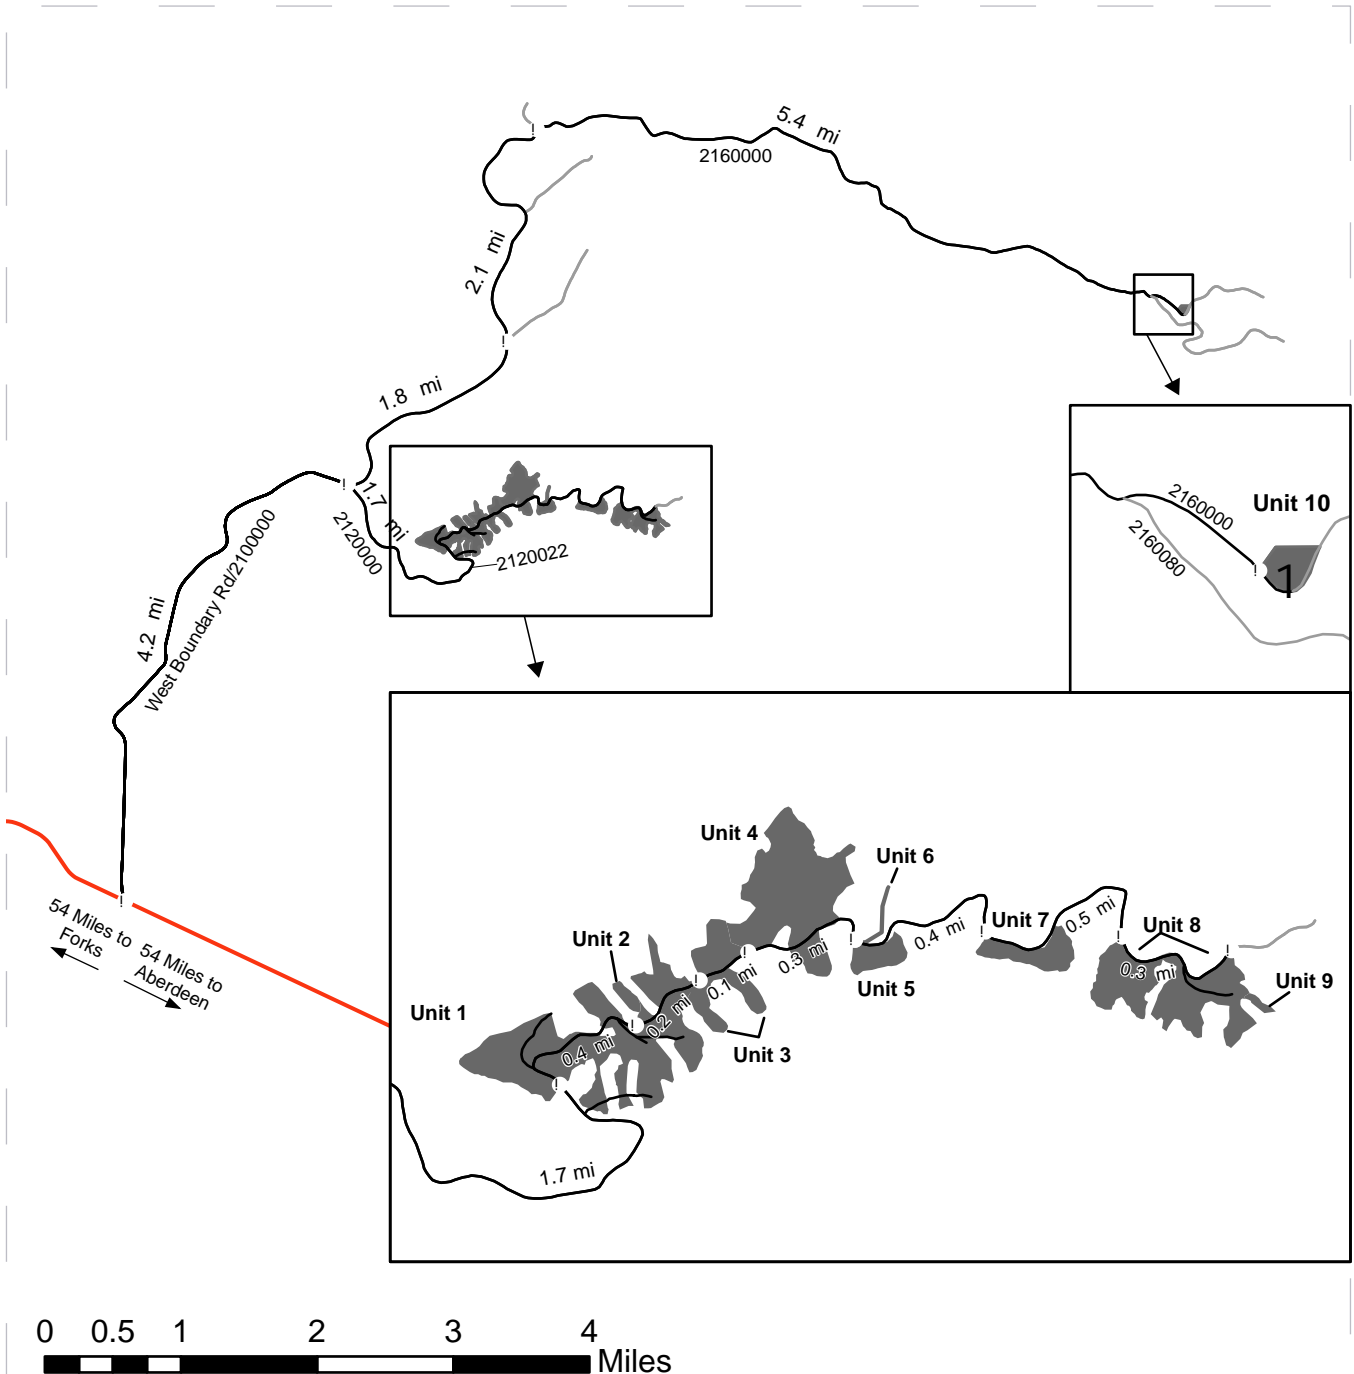 5.4 mi
2160000
2.1 mi
1.8 mi
1.7 mi
2120000
2120022
4.2 mi
West Boundary Rd/2100000
2160000
Unit 10
2160080
1
54 Miles to
Forks
54 Miles to
Aberdeen
Unit 4
Unit 6
Unit 7
0.5 mi
Unit 8
0.4 mi
Unit 2
0.3 mi
0.3 mi
Unit 9
0.1 mi
Unit 5
Unit 1
0.2 mi
0.4 mi
Unit 3
1.7 mi
0 0.5 1 2 3 4
Miles